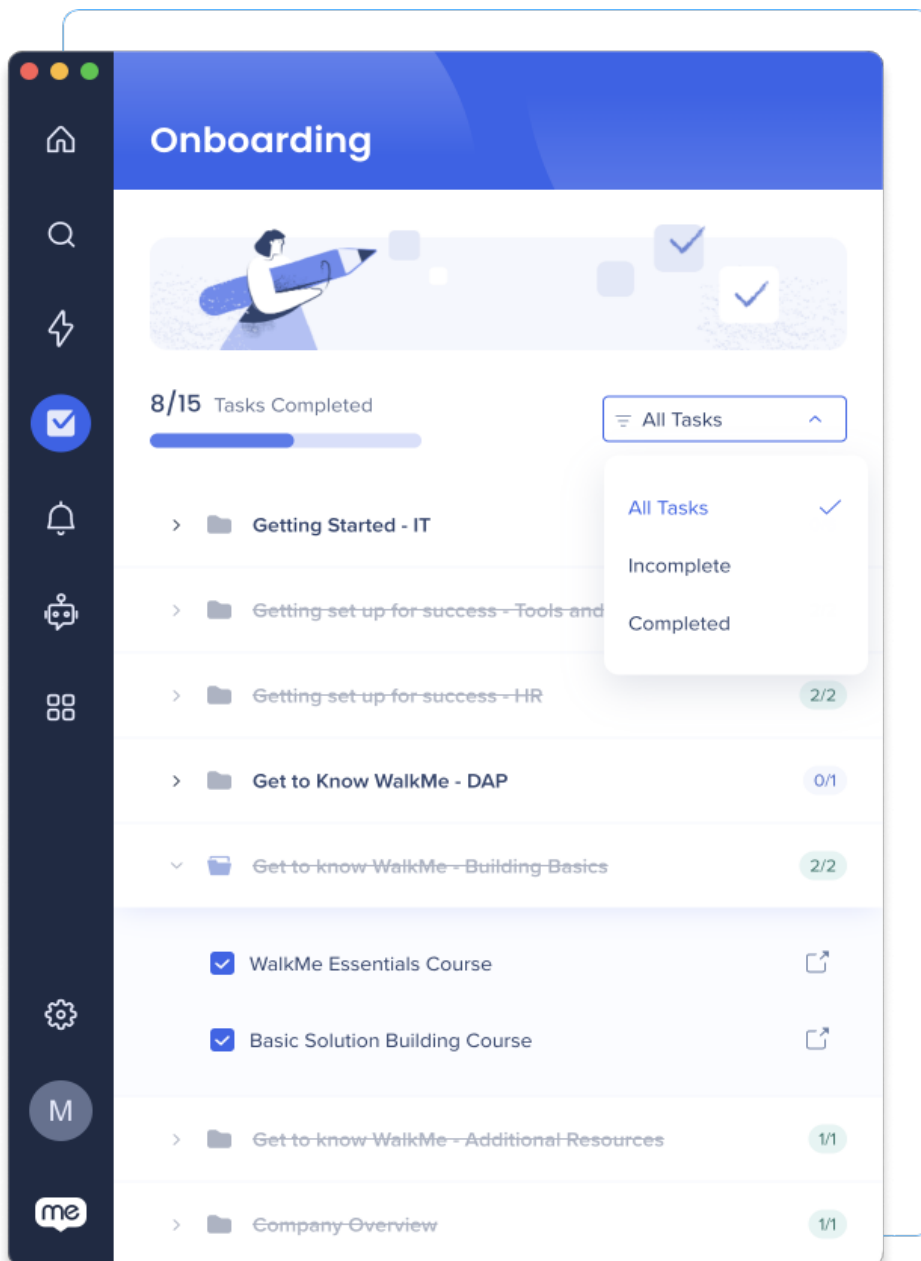 Onboarding
8/15 Tasks Completed
All Tasks
All Tasks
Incomplete
Completed
Getting Started - IT
Getting set up for success - Tools and
Getting set up for success - HR 2/2
Get to Know WalkMe - DAP 0/1
Get to know WalkMe - Building Basics 2/2
WalkMe Essentials Course
Basic Solution Building Course
Get to know WalkMe - Additional Resources 1/1
Company Overview 1/1
M
me